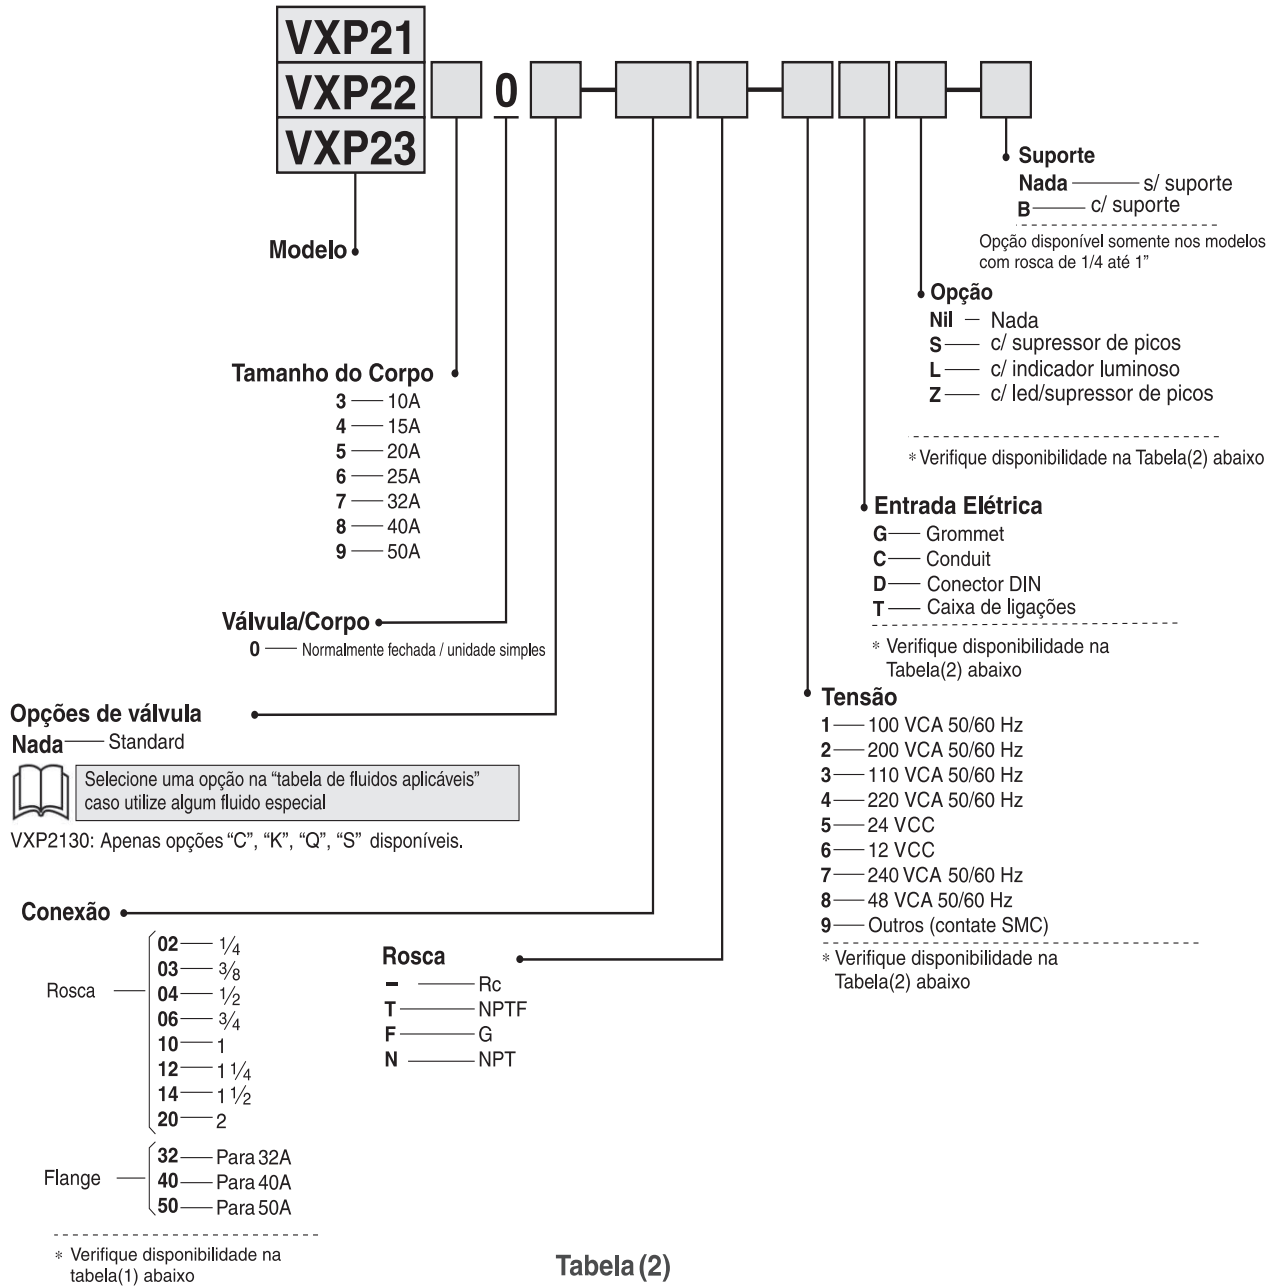 VXP21
VXP22
0
VXP23
Modelo
Suporte
Nada s/ suporte
B c/ suporte
Opção disponível somente nos modelos
com rosca de 1/4 até 1”
Opção
Nil Nada
S c/ supressor de picos
L c/ indicador luminoso
Z c/ led/supressor de picos
* Verifique disponibilidade na Tabela(2) abaixo
Tamanho do Corpo
3 10A
4 15A
5 20A
6 25A
7 32A
8 40A
9 50A
Entrada Elétrica
G Grommet
C Conduit
D Conector DIN
T Caixa de ligações
* Verifique disponibilidade na
Tabela(2) abaixo
Válvula/Corpo
0 Normalmente fechada / unidade simples
Tensão
1 100 VCA 50/60 Hz
2 200 VCA 50/60 Hz
3 110 VCA 50/60 Hz
4 220 VCA 50/60 Hz
5 24 VCC
6 12 VCC
7 240 VCA 50/60 Hz
8 48 VCA 50/60 Hz
9 Outros (contate SMC)
* Verifique disponibilidade na
Tabela(2) abaixo
Opções de válvula
Nada Standard
Selecione uma opção na “tabela de fluidos aplicáveis”
caso utilize algum fluido especial
VXP2130: Apenas opções “C”, “K”, “Q”, “S” disponíveis.
Conexão
Rosca
02 1/4
03 3/8
04 1/2
06 3/4
10 1
12 1 1/4
14 1 1/2
20 2
Flange
32 Para 32A
40 Para 40A
50 Para 50A
* Verifique disponibilidade na
tabela(1) abaixo
Rosca
– Rc
T NPTF
F G
N NPT
Tabela (2)